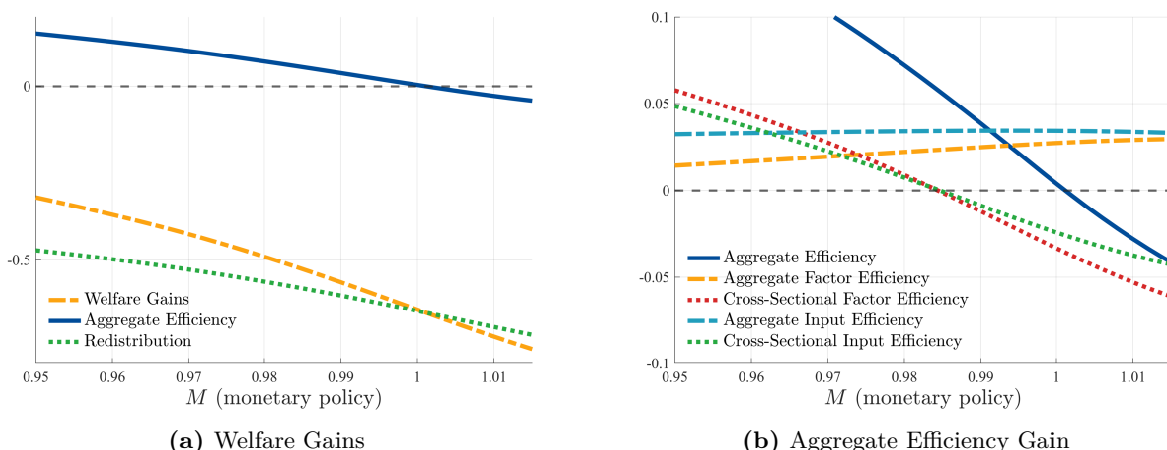 0
-0.5
Welfare Gains
Aggregate Efficiency
Redistribution
0.95 0.96 0.97 0.98 0.99 1 1.01
M (monetary policy)
(a) Welfare Gains
0.1
0.05
0
-0.05
-0.1
Aggregate Efficiency
Aggregate Factor Efficiency
Cross-Sectional Factor Efficiency
Aggregate Input Efficiency
Cross-Sectional Input Efficiency
0.95 0.96 0.97 0.98 0.99 1 1.01
M (monetary policy)
(b) Aggregate Efficiency Gain